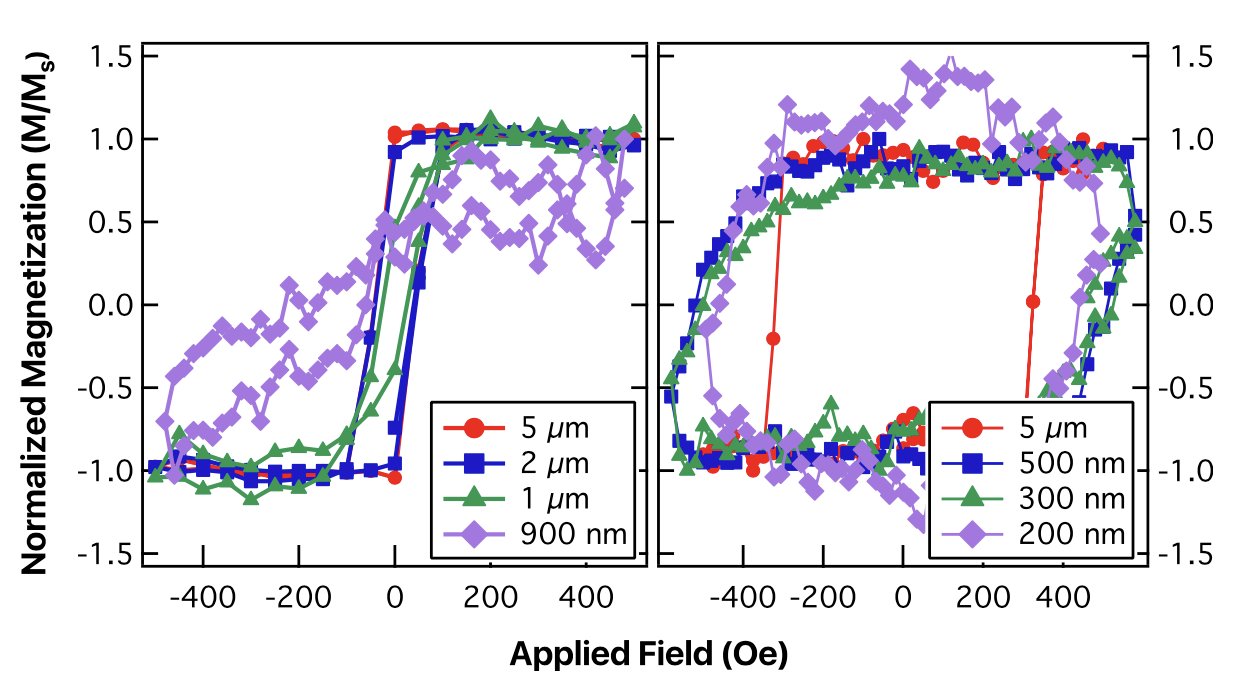 Normalized Magnetization (M/Ms)
1.5
1.0
0.5
0.0
-0.5
-1.0
-1.5
5 µm
2 µm
1 µm
900 nm
-400 -200 0 200 400
5 µm
500 nm
300 nm
200 nm
-400 -200 0 200 400
1.5
1.0
0.5
0.0
-0.5
-1.0
-1.5
Applied Field (Oe)